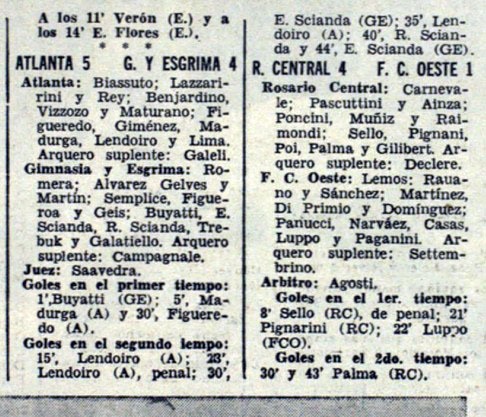 A los 11' Verón (E.) y a
los 14' E. Flores (E.).
* * *
ATLANTA 5 G. Y ESGRIMA 4
Atlanta: Biassuto; Lazzari-
rini y Rey; Benjardino,
Vizzozo y Maturano; Fi-
gueredo, Giménez, Ma-
durga, Lendoiro y Lima.
Arquero suplente: Galeli.
Gimnasia y Esgrima: Ro-
mera; Alvarez Gelves y
Martín; Semplice, Figue-
roa y Geis; Buyatti, E.
Scianda, R. Scianda, Tre-
buk y Galatiello. Arquero
suplente: Campagnale.
Juez: Saavedra.
Goles en el primer tiempo:
1',Buyatti (GE); 5', Ma-
durga (A) y 30', Figuere-
do (A).
Goles en el segundo tempo:
15', Lendoiro (A); 23',
Lendoiro (A), penal; 30',
E. Scianda (GE); 35', Len-
doiro (A); 40', R. Scian-
da y 44', E. Scianda (GE).
R. CENTRAL 4 F. C. OESTE 1
Rosario Central: Carneva-
le; Pascuttini y Ainza;
Poncini, Muñiz y Rai-
mondi; Sello, Pignani,
Poi, Palma y Gilibert. Ar-
quero suplente: Declere.
F. C. Oeste: Lemos: Raua-
no y Sánchez; Martínez,
Di Primio y Domínguez;
Panucci, Narváez, Casas,
Luppo y Paganini. Ar-
quero suplente: Settem-
brino.
Arbitro: Agosti.
Goles en el 1er. tiempo:
8' Sello (RC), de penal; 21'
Pignarini (RC); 22' Luppo
(FCO).
Goles en el 2do. tiempo:
30' y 43' Palma (RC).